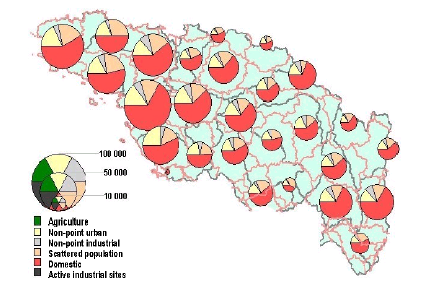 100 000
50 000
10 000
Agriculture
Non-point urban
Non-point industrial
Scattered population
Domestic
Active industrial sites